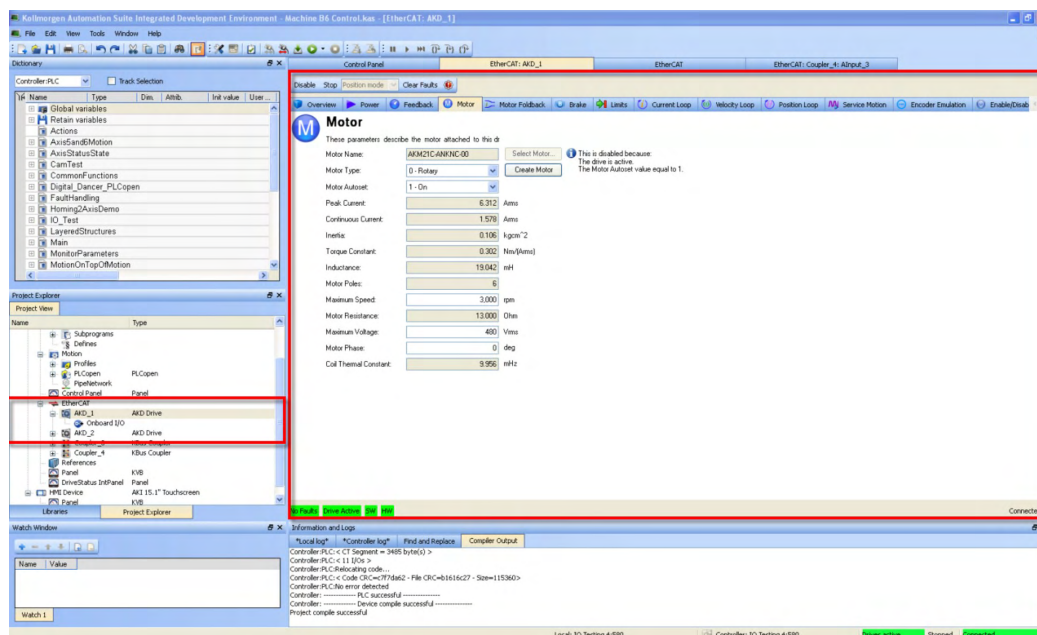 Kollmorgen Automation Suite Integrated Development Environment - Machine B6 Control.kas - [EtherCAT: AKD_1]
File Edit View Tools Window Help
Dictionary
Controller:PLC Track Selection
Name Type Dim. Attrib. Init value User ...
Global variables
Retain variables
Actions
Axis5and6Motion
AxisStatusState
CamTest
CommonFunctions
Digital_Dancer_PLCopen
FaultHandling
Homing2AxisDemo
IO_Test
LayeredStructures
Main
MonitorParameters
MotionOnTopOfMotion
Project Explorer
Project View
Name Type
Subprograms
Defines
Motion
Profiles
PLCopen PLCopen
PipeNetwork
Control Panel Panel
EtherCAT
AKD_1 AKD Drive
Onboard I/O
AKD_2 AKD Drive
KBus Coupler
Coupler_4 KBus Coupler
References
Panel KVB
DriveStatus IntPanel Panel
HMI Device AKI 15.1" Touchscreen
Panel KVB
Libraries Project Explorer
Watch Window
Name Value
Watch 1
Control Panel EtherCAT: AKD_1 EtherCAT EtherCAT: Coupler_4: AInput_3
Disable Stop Position mode Clear Faults
Overview Power Feedback Motor Motor Foldback Brake Limits Current Loop Velocity Loop Position Loop Service Motion Encoder Emulation Enable/Disab
Motor
These parameters describe the motor attached to this dr
Motor Name: AKM21C-ANKNC-00 Select Motor... This is disabled because:
The drive is active.
The Motor Autoset value equal to 1.
Motor Type: 0 - Rotary Create Motor
Motor Autoset: 1 - On
Peak Current: 6.312 Arms
Continuous Current: 1.578 Arms
Inertia: 0.106 kgcm^2
Torque Constant: 0.302 Nm/(Arms)
Inductance: 19.042 mH
Motor Poles: 6
Maximum Speed: 3,000 rpm
Motor Resistance: 13.000 Ohm
Maximum Voltage: 480 Vrms
Motor Phase: 0 deg
Coil Thermal Constant: 9.956 mHz
No Faults Drive Active SW HW Connecte
Information and Logs
*Local log* *Controller log* Find and Replace Compiler Output
Controller:PLC:< CT Segment = 3485 byte(s) >
Controller:PLC:< 11 I/Os >
Controller:PLC:Relocating code...
Controller:PLC:< Code CRC=c7f7da62 - File CRC=b1616c27 - Size=115360>
Controller:PLC:No error detected
Controller: ------------- PLC successful ---------------
Controller: ------------- Device compile successful ---------------
Project compile successful